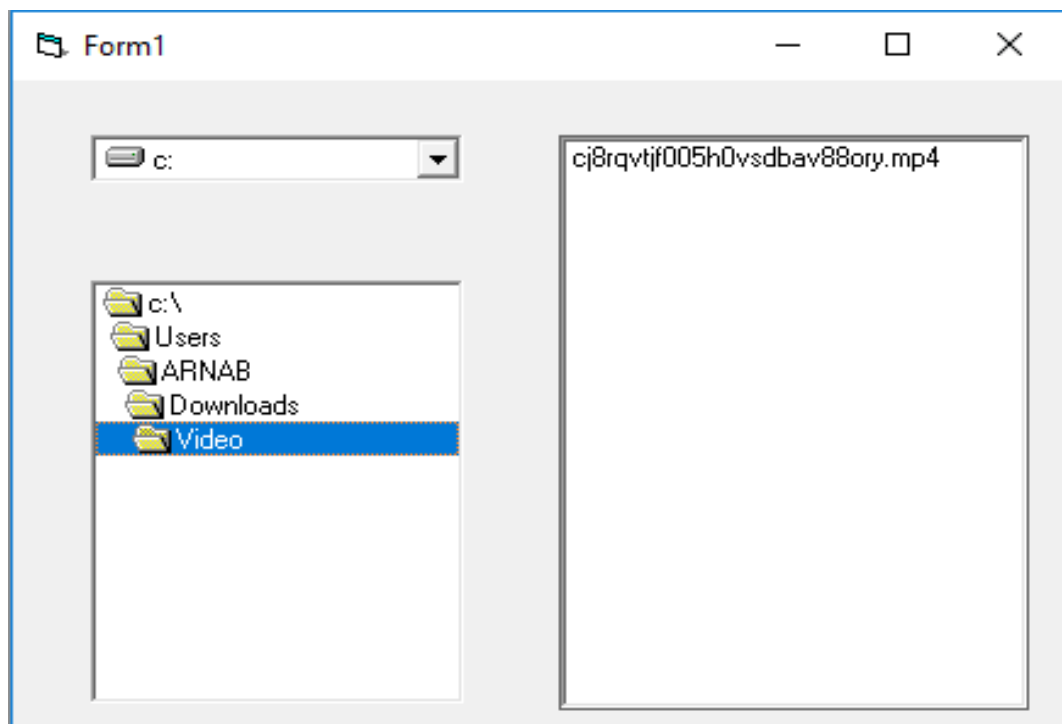 Form1
c:
c:\
Users
ARNAB
Downloads
Video
cj8rqvtjf005h0vsdbav88ory.mp4